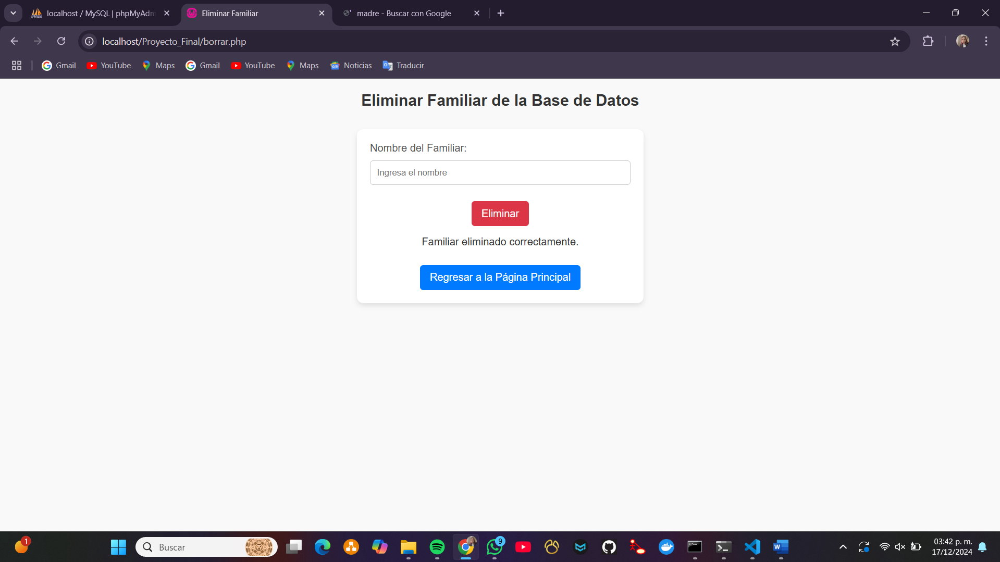 localhost / MySQL | phpMyAdm
Eliminar Familiar
madre - Buscar con Google
localhost/Proyecto_Final/borrar.php
Gmail YouTube Maps Gmail YouTube Maps Noticias Traducir
Eliminar Familiar de la Base de Datos
Nombre del Familiar:
Ingresa el nombre
Eliminar
Familiar eliminado correctamente.
Regresar a la Página Principal
1
Buscar
9
03:42 p. m.
17/12/2024